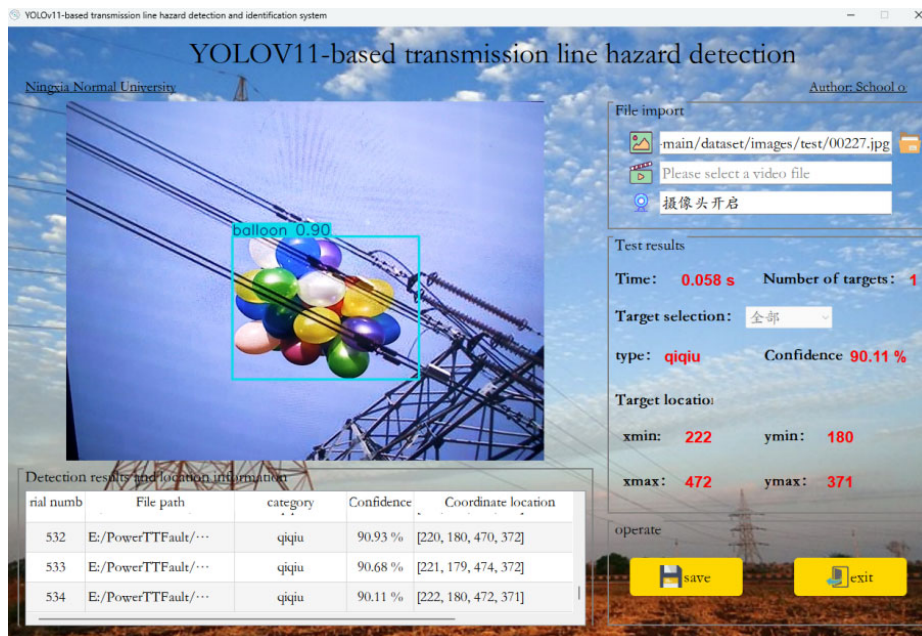 YOLOv11-based transmission line hazard detection and identification system
YOLOV11-based transmission line hazard detection
Ningxia Normal University
Author: School o
balloon 0.90
File import
-main/dataset/images/test/00227.jpg
Please select a video file
摄像头开启
Test results
Time: 0.058 s Number of targets: 1
Target selection: 全部
type: qiqiu Confidence 90.11 %
Target locatio
xmin: 222 ymin: 180
xmax: 472 ymax: 371
Detection results and location information
rial numb File path category Confidence Coordinate location
532 E:/PowerTTFault/··· qiqiu 90.93 % [220, 180, 470, 372]
533 E:/PowerTTFault/··· qiqiu 90.68 % [221, 179, 474, 372]
534 E:/PowerTTFault/··· qiqiu 90.11 % [222, 180, 472, 371]
operate
save exit